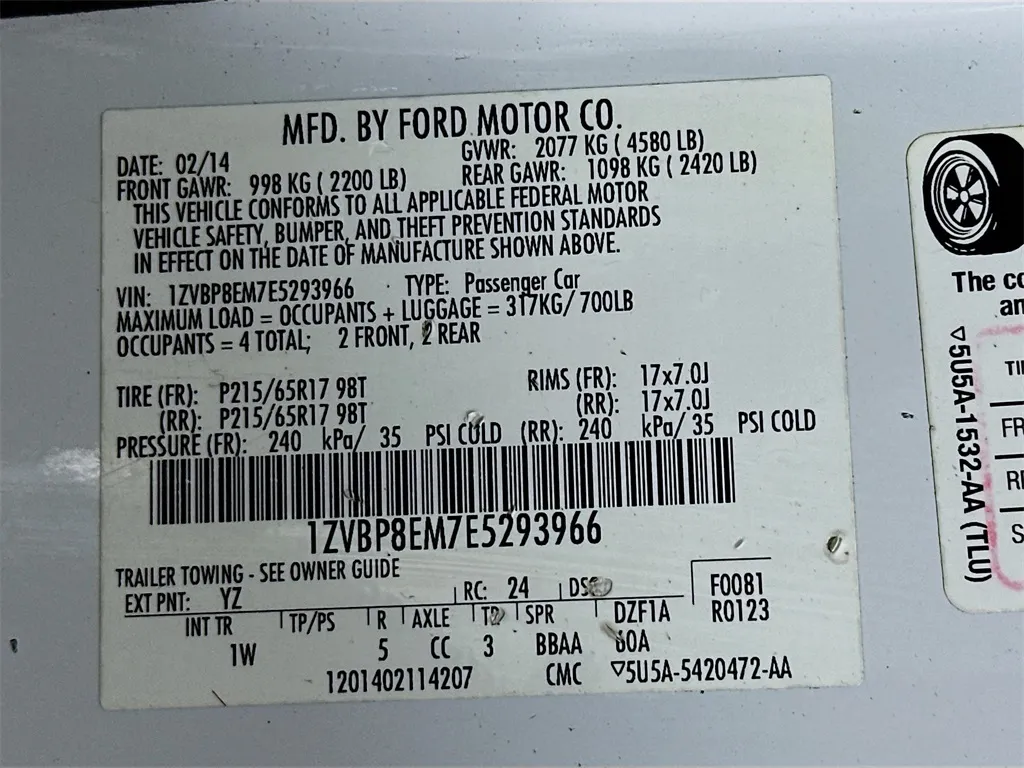 MFD. BY FORD MOTOR CO.
DATE: 02/14
GVWR: 2077 KG ( 4580 LB)
FRONT GAWR: 998 KG ( 2200 LB)
REAR GAWR: 1098 KG ( 2420 LB)
THIS VEHICLE CONFORMS TO ALL APPLICABLE FEDERAL MOTOR
VEHICLE SAFETY, BUMPER, AND THEFT PREVENTION STANDARDS
IN EFFECT ON THE DATE OF MANUFACTURE SHOWN ABOVE.
VIN: 1ZVBP8EM7E5293966 TYPE: Passenger Car
MAXIMUM LOAD = OCCUPANTS + LUGGAGE = 317KG/ 700LB
OCCUPANTS = 4 TOTAL; 2 FRONT, 2 REAR
TIRE (FR): P215/65R17 98T RIMS (FR): 17x7.0J
(RR): P215/65R17 98T (RR): 17x7.0J
PRESSURE (FR): 240 kPa/ 35 PSI COLD (RR): 240 kPa/ 35 PSI COLD
1ZVBP8EM7E5293966
TRAILER TOWING - SEE OWNER GUIDE
EXT PNT: YZ RC: 24 F0081
INT TR TP/PS R AXLE SPR DZF1A R0123
1W 5 CC 3 BBAA 60A
1201402114207 CMC ▽5U5A-5420472-AA
The
▽5U5A-1532-AA (TLU)